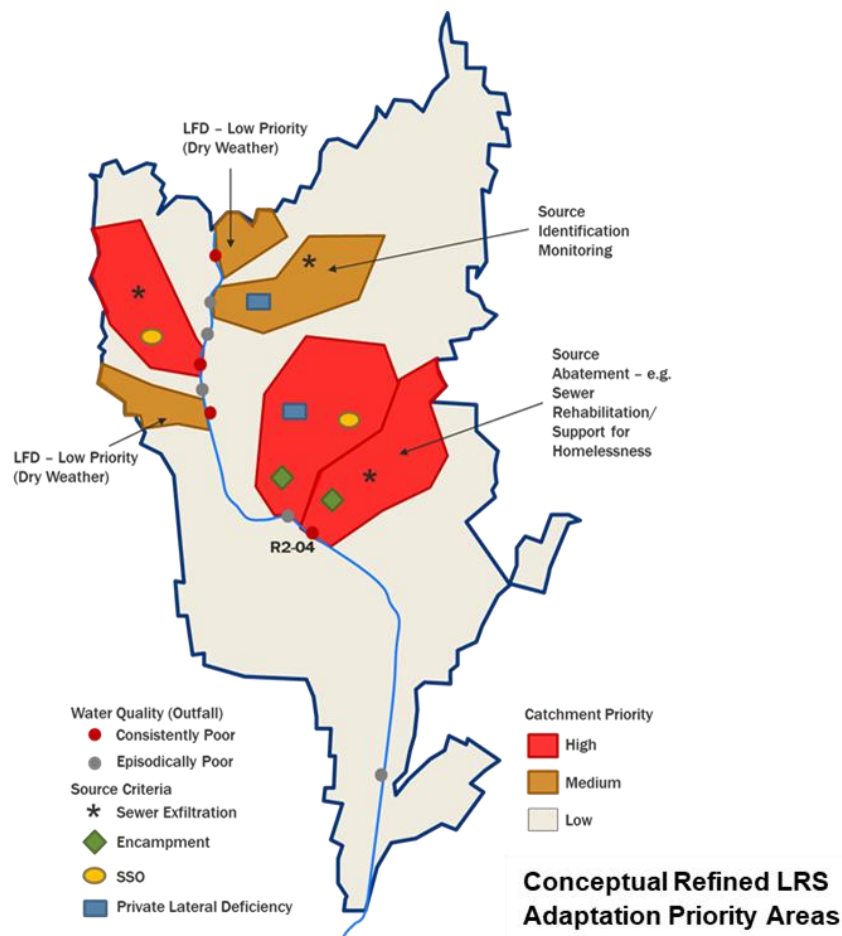 LFD – Low Priority
(Dry Weather)
Source
Identification
Monitoring
Source
Abatement – e.g.
Sewer
Rehabilitation/
Support for
Homelessness
LFD – Low Priority
(Dry Weather)
R2-04
Water Quality (Outfall)
Consistently Poor
Episodically Poor
Source Criteria
Sewer Exfiltration
Encampment
SSO
Private Lateral Deficiency
Catchment Priority
High
Medium
Low
Conceptual Refined LRS
Adaptation Priority Areas